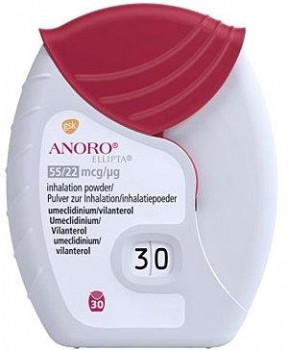 gsk
ANORO®
ELLIPTA®
55/22 mcg/µg
inhalation powder/
Pulver zur Inhalation/inhalatiepoeder
umeclidinium/vilanterol
Umeclidinium/
Vilanterol
umeclidinium/
vilanterol
30
30